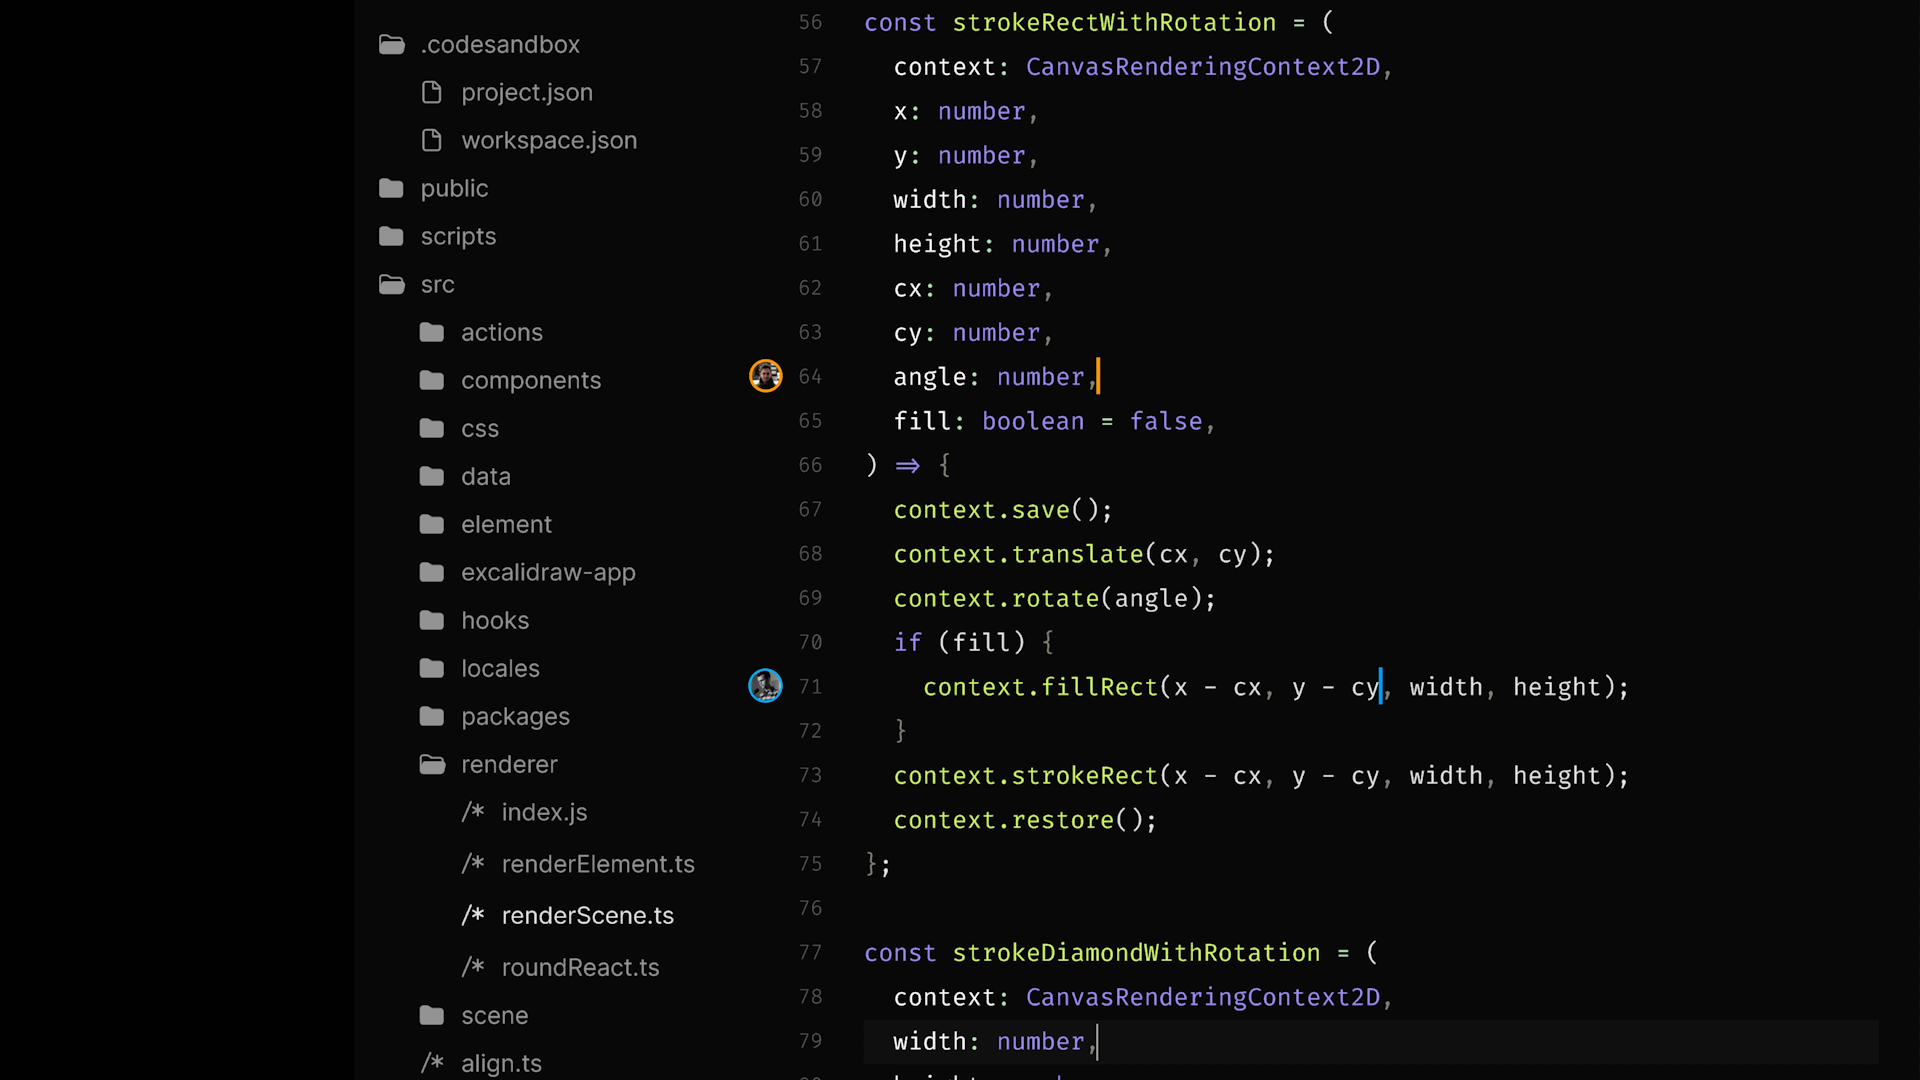 .codesandbox
project.json
workspace.json
public
scripts
src
actions
components
css
data
element
excalidraw-app
hooks
locales
packages
renderer
/* index.js
/* renderElement.ts
/* renderScene.ts
/* roundReact.ts
scene
/* align.ts
56 const strokeRectWithRotation = (
57 context: CanvasRenderingContext2D,
58 x: number,
59 y: number,
60 width: number,
61 height: number,
62 cx: number,
63 cy: number,
64 angle: number,
65 fill: boolean = false,
66 ) => {
67 context.save();
68 context.translate(cx, cy);
69 context.rotate(angle);
70 if (fill) {
71 context.fillRect(x - cx, y - cy, width, height);
72 }
73 context.strokeRect(x - cx, y - cy, width, height);
74 context.restore();
75 };
76
77 const strokeDiamondWithRotation = (
78 context: CanvasRenderingContext2D,
79 width: number,